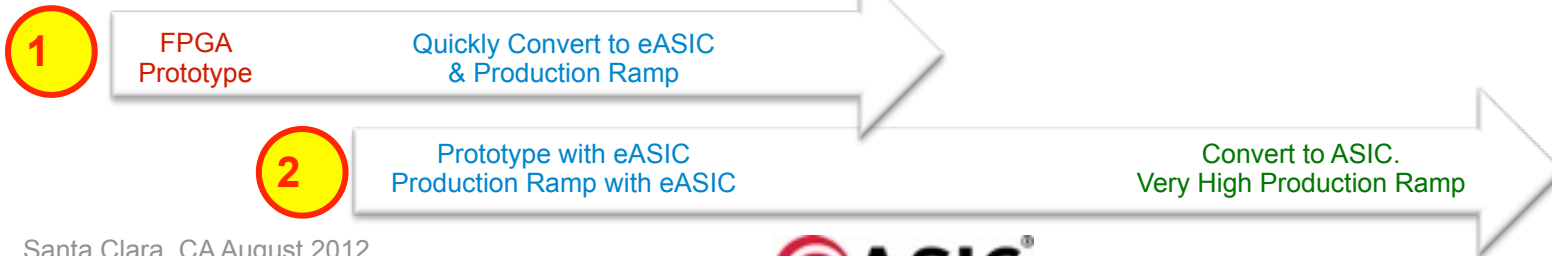 1
FPGA
Prototype
Quickly Convert to eASIC
& Production Ramp
2
Prototype with eASIC
Production Ramp with eASIC
Convert to ASIC.
Very High Production Ramp
Santa Clara, CA August 2012
eASIC®